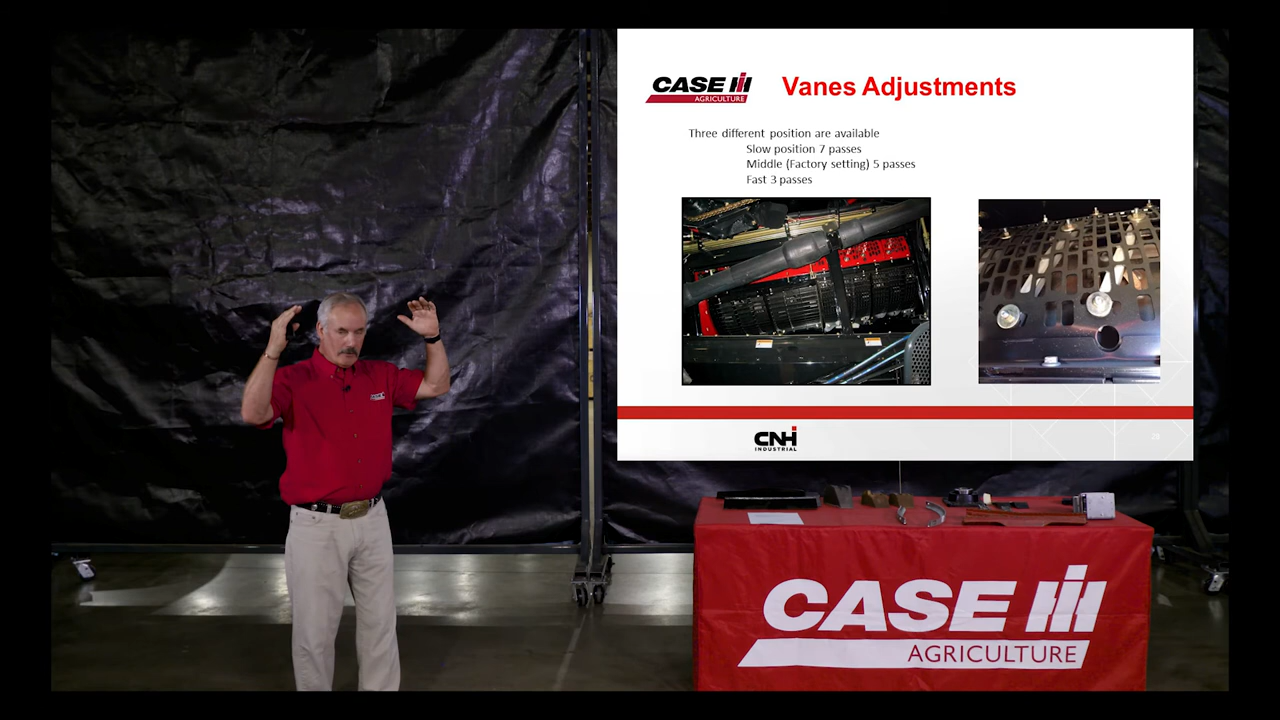 CASE IH
AGRICULTURE
Vanes Adjustments
Three different position are available
Slow position 7 passes
Middle (Factory setting) 5 passes
Fast 3 passes
CNH
INDUSTRIAL
CASE IH
AGRICULTURE